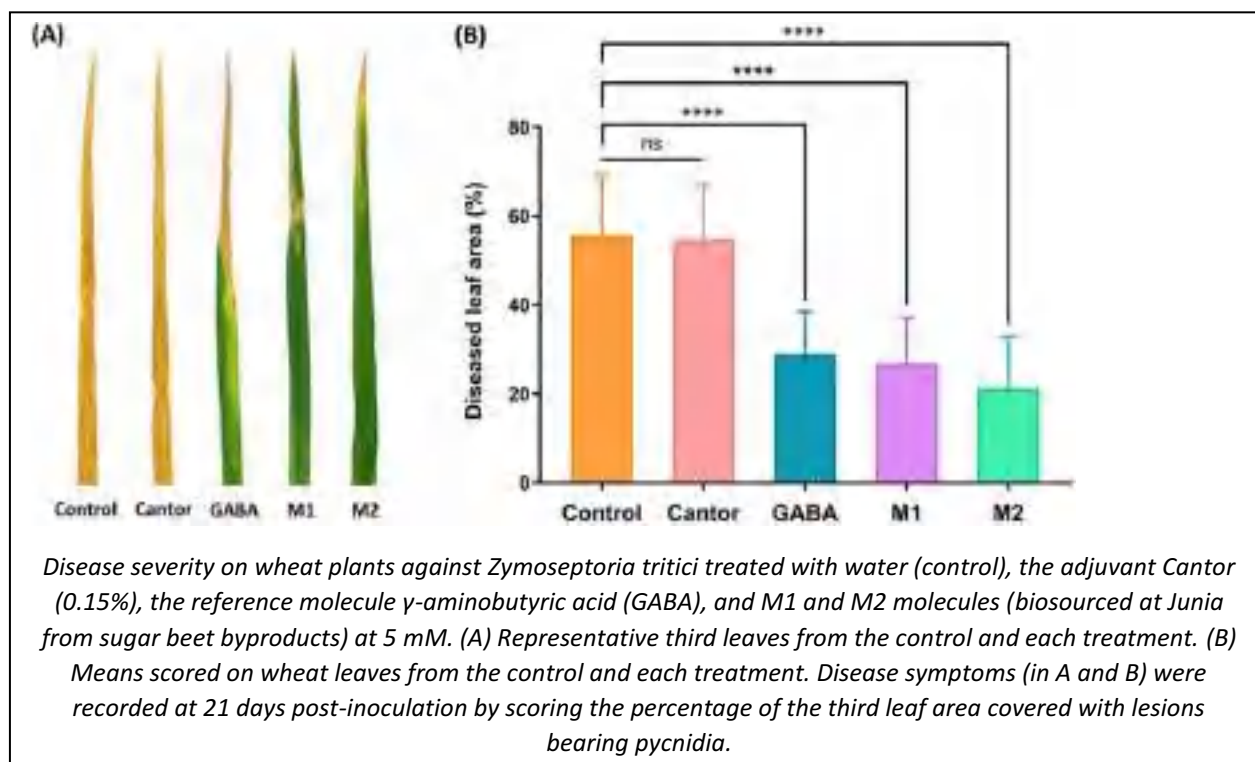 (A)
Control Cantor GABA M1 M2
(B)
****
****
****
ns
Diseased leaf area (%)
80
60
40
20
0
Control Cantor GABA M1 M2
Disease severity on wheat plants against Zymoseptoria tritici treated with water (control), the adjuvant Cantor
(0.15%), the reference molecule γ-aminobutyric acid (GABA), and M1 and M2 molecules (biosourced at Junia
from sugar beet byproducts) at 5 mM. (A) Representative third leaves from the control and each treatment. (B)
Means scored on wheat leaves from the control and each treatment. Disease symptoms (in A and B) were
recorded at 21 days post-inoculation by scoring the percentage of the third leaf area covered with lesions
bearing pycnidia.